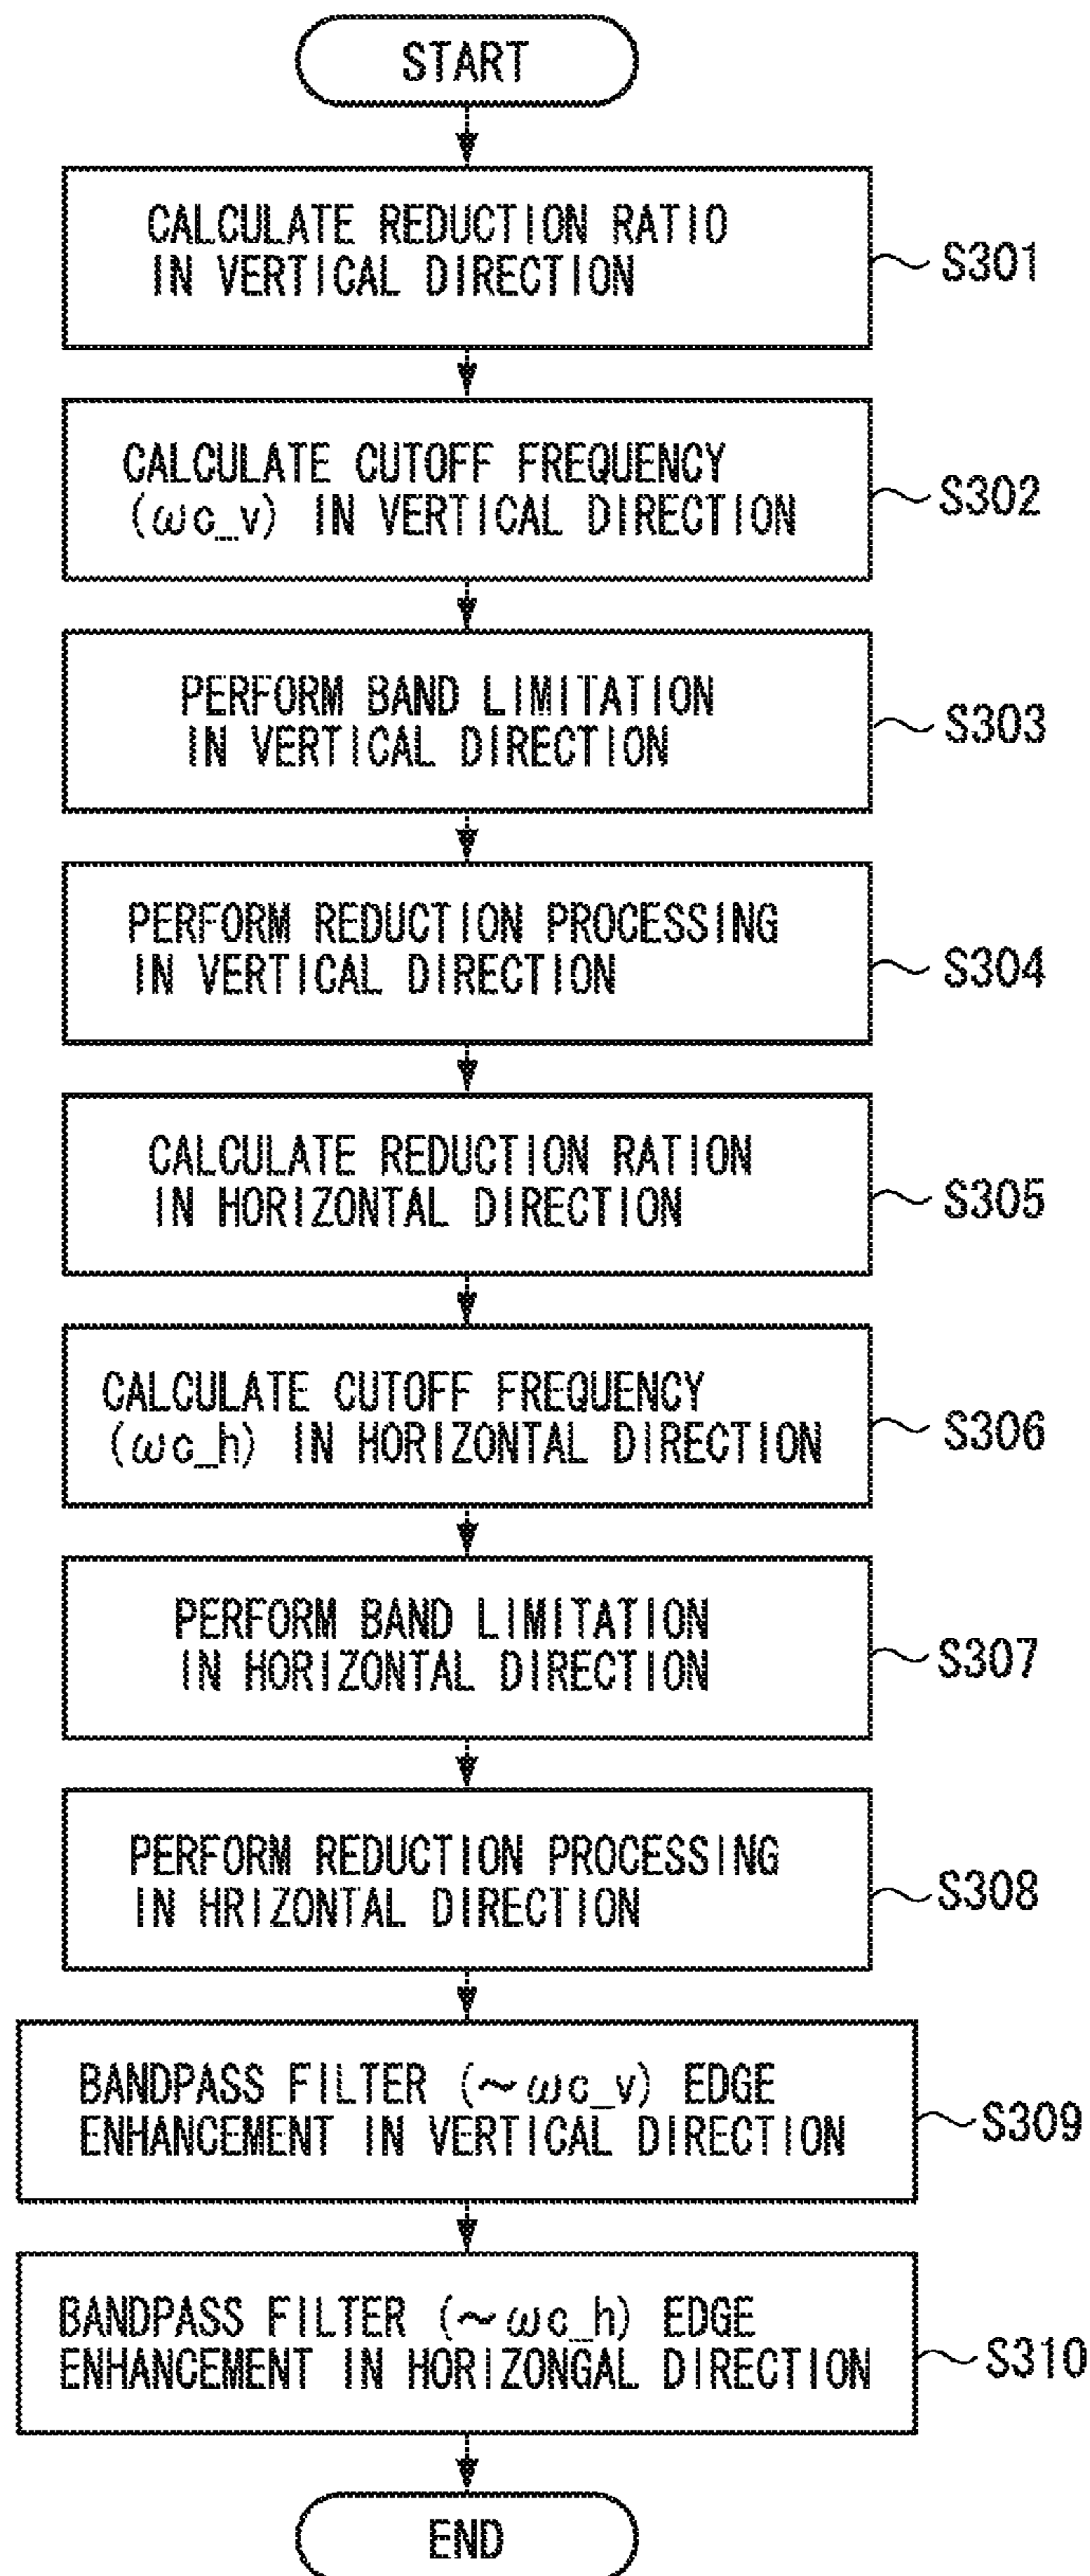 START
CALCULATE REDUCTION RATIO
IN VERTICAL DIRECTION
S301
CALCULATE CUTOFF FREQUENCY
(ωc_v) IN VERTICAL DIRECTION
S302
PERFORM BAND LIMITATION
IN VERTICAL DIRECTION
S303
PERFORM REDUCTION PROCESSING
IN VERTICAL DIRECTION
S304
CALCULATE REDUCTION RATION
IN HORIZONTAL DIRECTION
S305
CALCULATE CUTOFF FREQUENCY
(ωc_h) IN HORIZONTAL DIRECTION
S306
PERFORM BAND LIMITATION
IN HORIZONTAL DIRECTION
S307
PERFORM REDUCTION PROCESSING
IN HRIZONTAL DIRECTION
S308
BANDPASS FILTER (~ωc_v) EDGE
ENHANCEMENT IN VERTICAL DIRECTION
S309
BANDPASS FILTER (~ωc_h) EDGE
ENHANCEMENT IN HORIZONGAL DIRECTION
S310
END